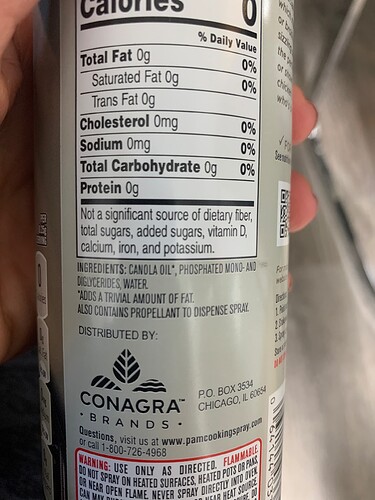 Calories 0
% Daily Value
Total Fat 0g 0%
Saturated Fat 0g 0%
Trans Fat 0g
Cholesterol 0mg 0%
Sodium 0mg 0%
Total Carbohydrate 0g 0%
Protein 0g
Not a significant source of dietary fiber,
total sugars, added sugars, vitamin D,
calcium, iron, and potassium.
INGREDIENTS: CANOLA OIL*, PHOSPHATED MONO- AND
DIGLYCERIDES, WATER.
*ADDS A TRIVIAL AMOUNT OF FAT.
ALSO CONTAINS PROPELLANT TO DISPENSE SPRAY.
DISTRIBUTED BY:
CONAGRA™
BRANDS
P.O. BOX 3534
CHICAGO, IL 60654
Questions, visit us at www.pamcookingspray.com
or call 1-800-726-4968
WARNING: USE ONLY AS DIRECTED. FLAMMABLE.
DO NOT SPRAY ON HEATED SURFACES, HEATED POTS OR PANS,
OR NEAR OPEN FLAME. NEVER SPRAY DIRECTLY INTO OVEN.